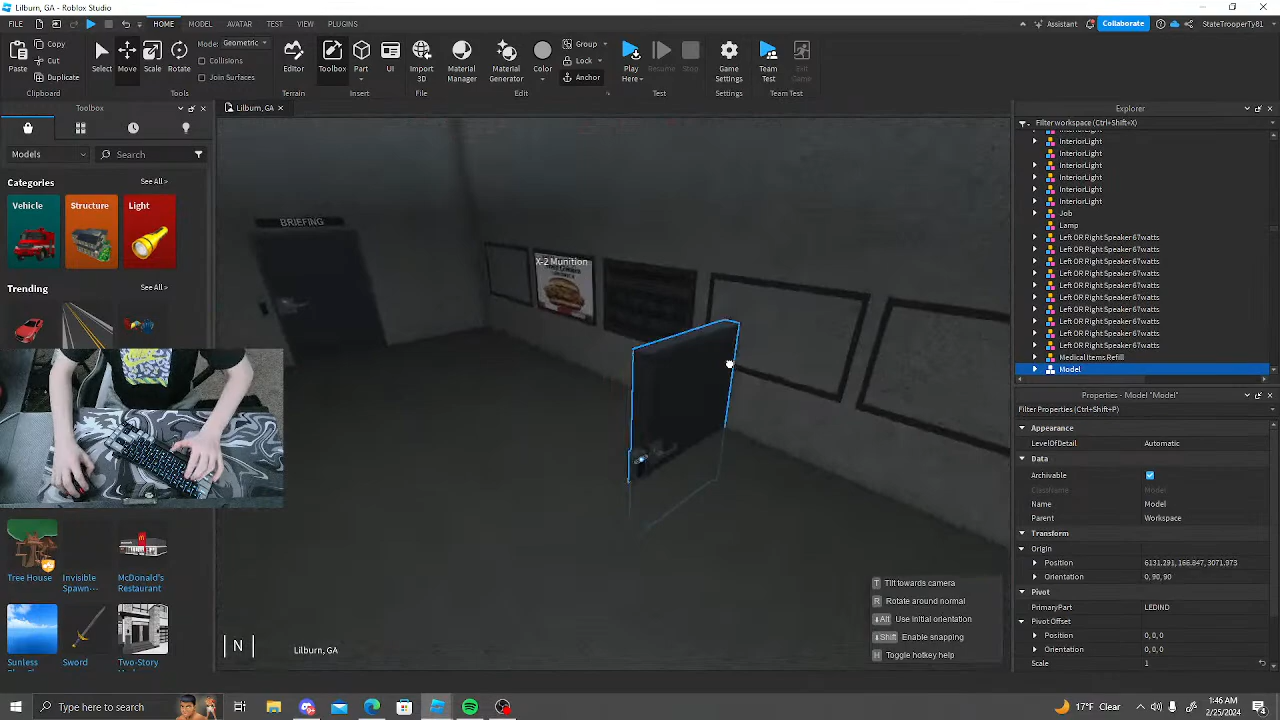 Lilburn, GA - Roblox Studio
FILE HOME MODEL AVATAR TEST VIEW PLUGINS Assistant Collaborate StateTrooperTy81
Paste Copy Cut Duplicate Select Move Scale Rotate Mode: Geometric Collisions Join Surfaces Editor Toolbox Part UI Import 3D Material Manager Material Generator Color Group Lock Anchor Play Here Resume Stop Game Settings Team Test Exit Game
Clipboard Tools Terrain Insert File Edit Test Settings Team Test
Toolbox
Lilburn, GA
Explorer
Models Search
Filter workspace (Ctrl+Shift+X)
Categories See All>
Vehicle Structure Light
Trending See All>
Tree House
Invisible Spawn...
McDonald's Restaurant
Sunless
Sword
Two-Story
BRIEFING
X-2 Munition
T Tilt towards camera
R Rotate around normal
Alt Use initial orientation
Shift Enable snapping
H Toggle hotkey help
N
Lilburn, GA
InteriorLight
InteriorLight
InteriorLight
InteriorLight
InteriorLight
InteriorLight
InteriorLight
Job
Lamp
Left OR Right Speaker 67watts
Left OR Right Speaker 67watts
Left OR Right Speaker 67watts
Left OR Right Speaker 67watts
Left OR Right Speaker 67watts
Left OR Right Speaker 67watts
Left OR Right Speaker 67watts
Left OR Right Speaker 67watts
Left OR Right Speaker 67watts
Left OR Right Speaker 67watts
Medical Items Refill
Model
Properties - Model "Model"
Filter Properties (Ctrl+Shift+P)
Appearance
LevelOfDetail Automatic
Data
Archivable
ClassName Model
Name Model
Parent Workspace
Transform
Origin
Position 6131.291, 166.847, 3071.973
Orientation 0, 90, 90
Pivot
PrimaryPart LEDIND
Pivot Offset
Position 0, 0, 0
Orientation 0, 0, 0
Scale 1
Type here to search
17°F Clear
1:46 AM
2/25/2024